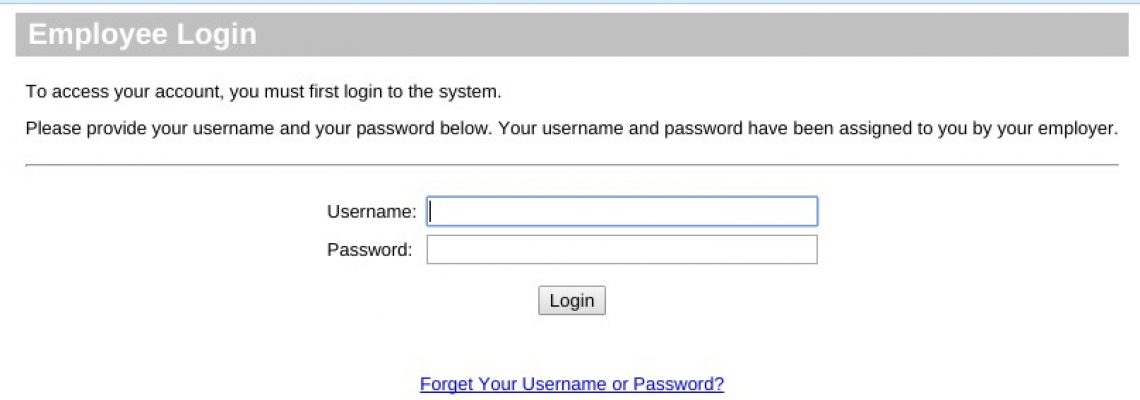 Employee Login
To access your account, you must first login to the system.
Please provide your username and your password below. Your username and password have been assigned to you by your employer.
Username:
Password:
Login
Forget Your Username or Password?